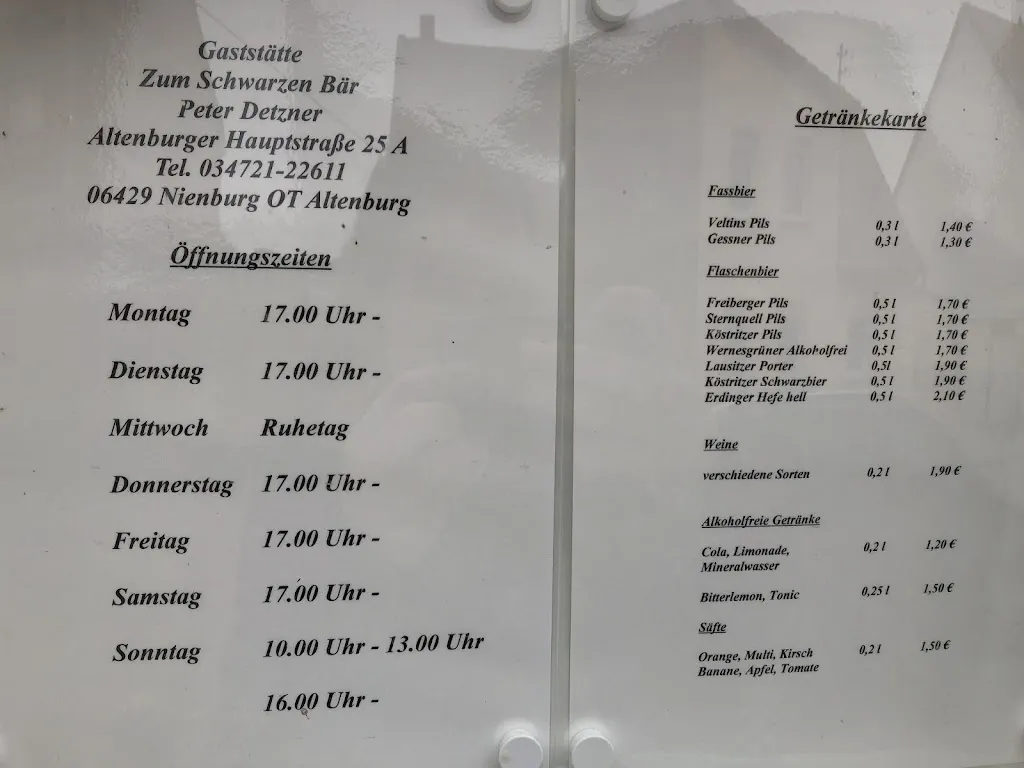 Gaststätte
Zum Schwarzen Bär
Peter Detzner
Altenburger Hauptstraße 25 A
Tel. 034721-22611
06429 Nienburg OT Altenburg
Öffnungszeiten
Montag 17.00 Uhr -
Dienstag 17.00 Uhr -
Mittwoch Ruhetag
Donnerstag 17.00 Uhr -
Freitag 17.00 Uhr -
Samstag 17.00 Uhr -
Sonntag 10.00 Uhr - 13.00 Uhr
16.00 Uhr -
Getränkekarte
Fassbier
Veltins Pils 0,3 l 1,40 €
Gessner Pils 0,3 l 1,30 €
Flaschenbier
Freiberger Pils 0,5 l 1,70 €
Sternquell Pils 0,5 l 1,70 €
Köstritzer Pils 0,5 l 1,70 €
Wernesgrüner Alkoholfrei 0,5 l 1,70 €
Lausitzer Porter 0,5l 1,90 €
Köstritzer Schwarzbier 0,5 l 1,90 €
Erdinger Hefe hell 0,5 l 2,10 €
Weine
verschiedene Sorten 0,2 l 1,90 €
Alkoholfreie Getränke
Cola, Limonade, 0,2 l 1,20 €
Mineralwasser
Bitterlemon, Tonic 0,25 l 1,50 €
Säfte
Orange, Multi, Kirsch 0,2 l 1,50 €
Banane, Apfel, Tomate